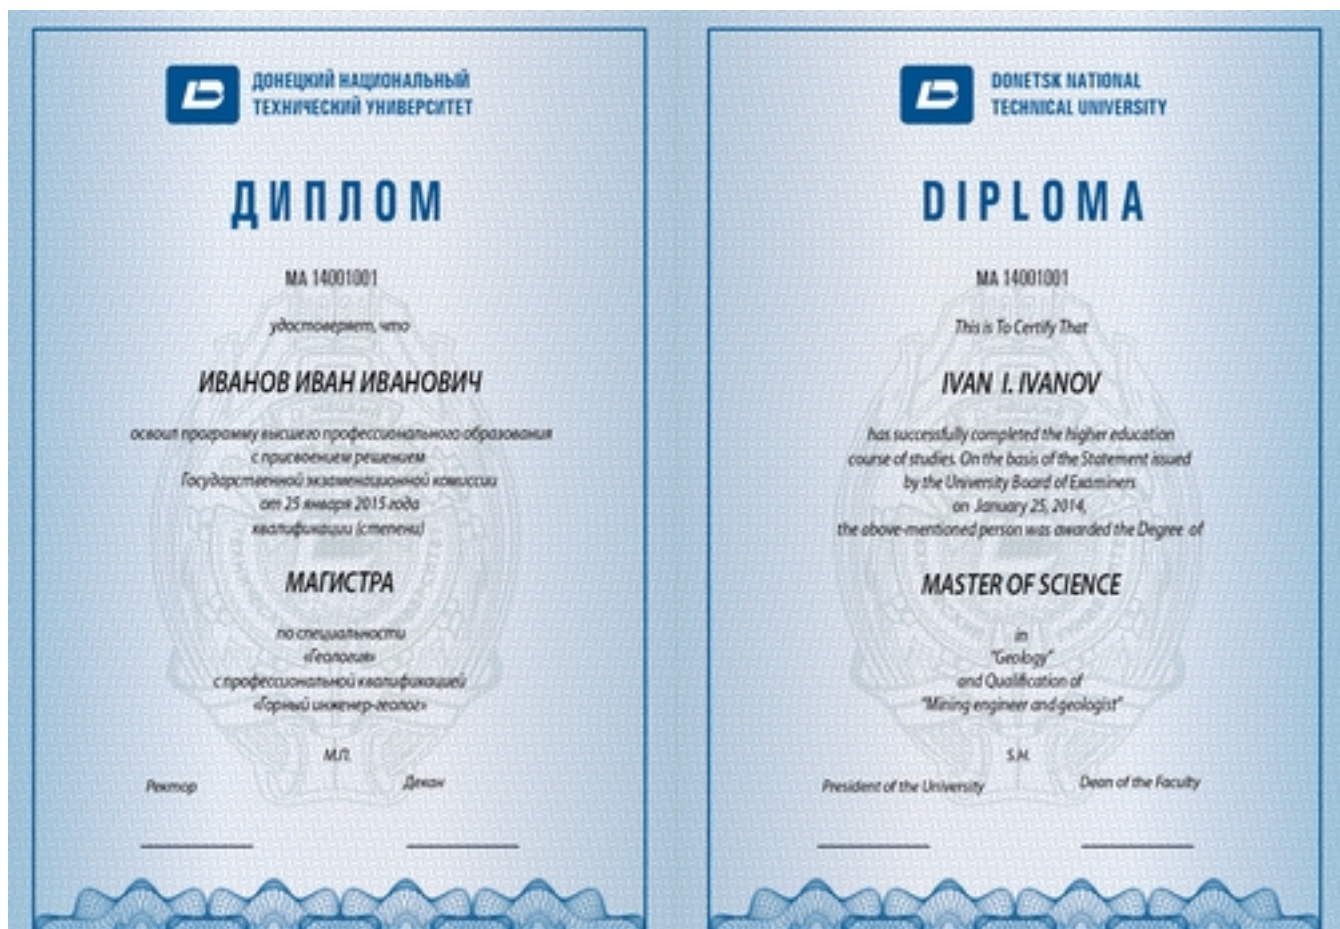 ДОНЕЦКИЙ НАЦИОНАЛЬНЫЙ
ТЕХНИЧЕСКИЙ УНИВЕРСИТЕТ
ДИПЛОМ
МА 14001001
удостоверяет, что
ИВАНОВ ИВАН ИВАНОВИЧ
освоил программу высшего профессионального образования
с присвоением решением
Государственной экзаменационной комиссии
от 25 января 2015 года
квалификации (степени)
МАГИСТРА
по специальности
«Геология»
с профессиональной квалификацией
«Горный инженер-геолог»
М.П.
Ректор
Декан
DONETSK NATIONAL
TECHNICAL UNIVERSITY
DIPLOMA
MA 14001001
This is To Certify That
IVAN I. IVANOV
has successfully completed the higher education
course of studies. On the basis of the Statement issued
by the University Board of Examiners
on January 25, 2014,
the above-mentioned person was awarded the Degree of
MASTER OF SCIENCE
in
"Geology"
and Qualification of
"Mining engineer and geologist"
President of the University
Dean of the Faculty